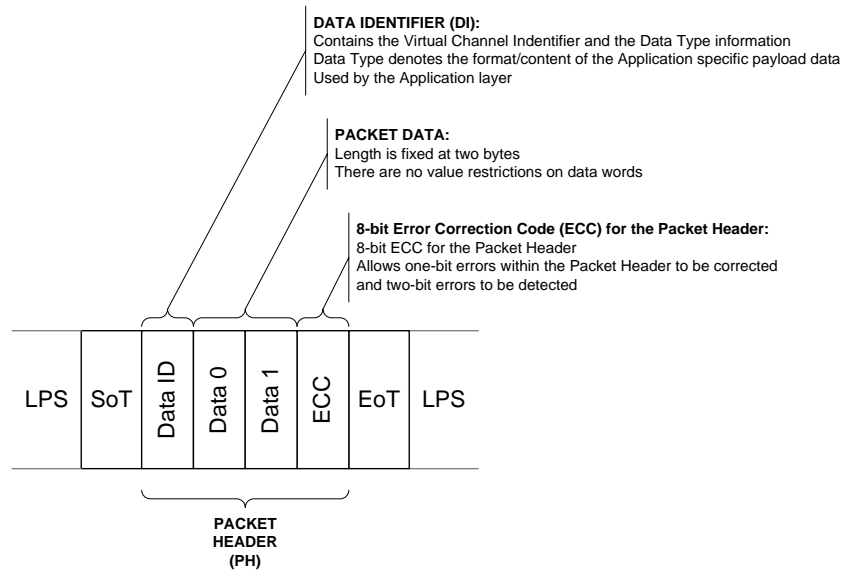 DATA IDENTIFIER (DI):
Contains the Virtual Channel Indentifier and the Data Type information
Data Type denotes the format/content of the Application specific payload data
Used by the Application layer
PACKET DATA:
Length is fixed at two bytes
There are no value restrictions on data words
8-bit Error Correction Code (ECC) for the Packet Header:
8-bit ECC for the Packet Header
Allows one-bit errors within the Packet Header to be corrected
and two-bit errors to be detected
LPS
SoT
Data ID
Data 0
Data 1
ECC
EoT
LPS
PACKET
HEADER
(PH)